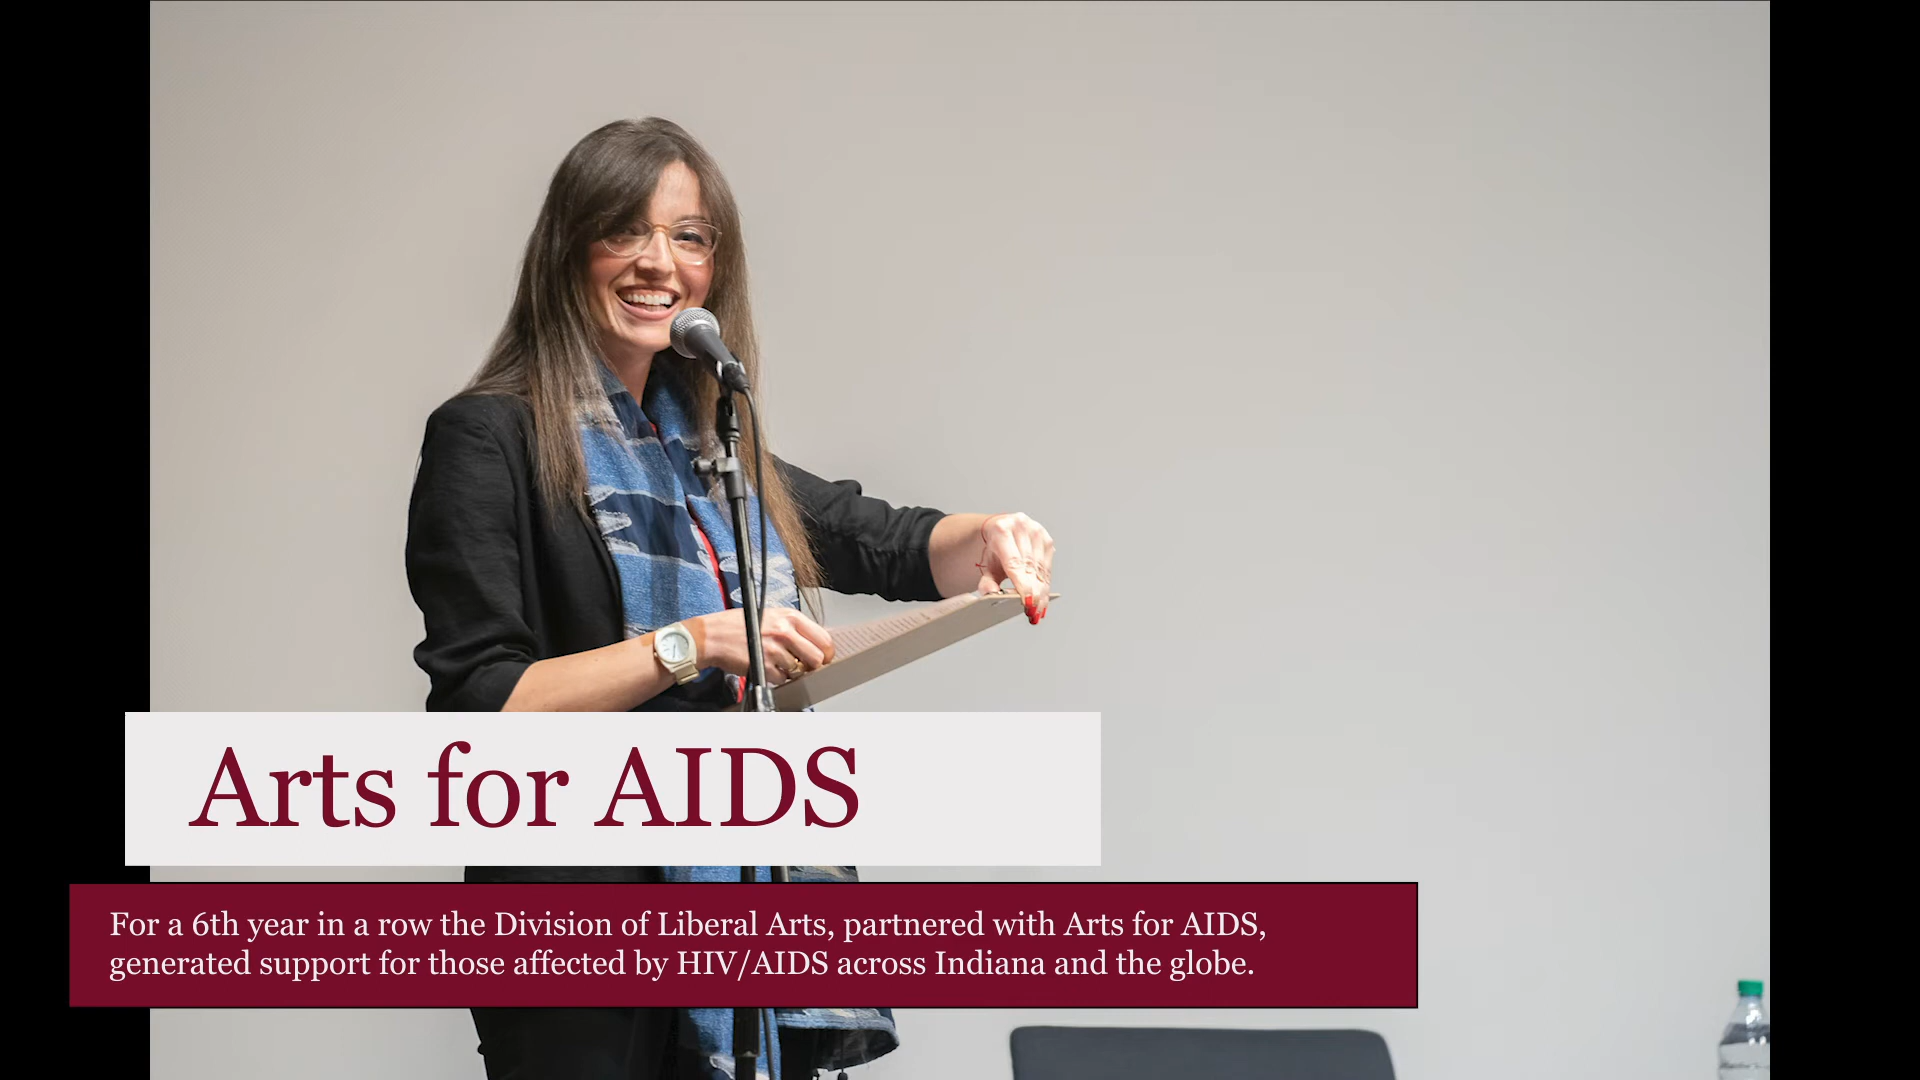 Arts for AIDS
For a 6th year in a row the Division of Liberal Arts, partnered with Arts for AIDS,
generated support for those affected by HIV/AIDS across Indiana and the globe.